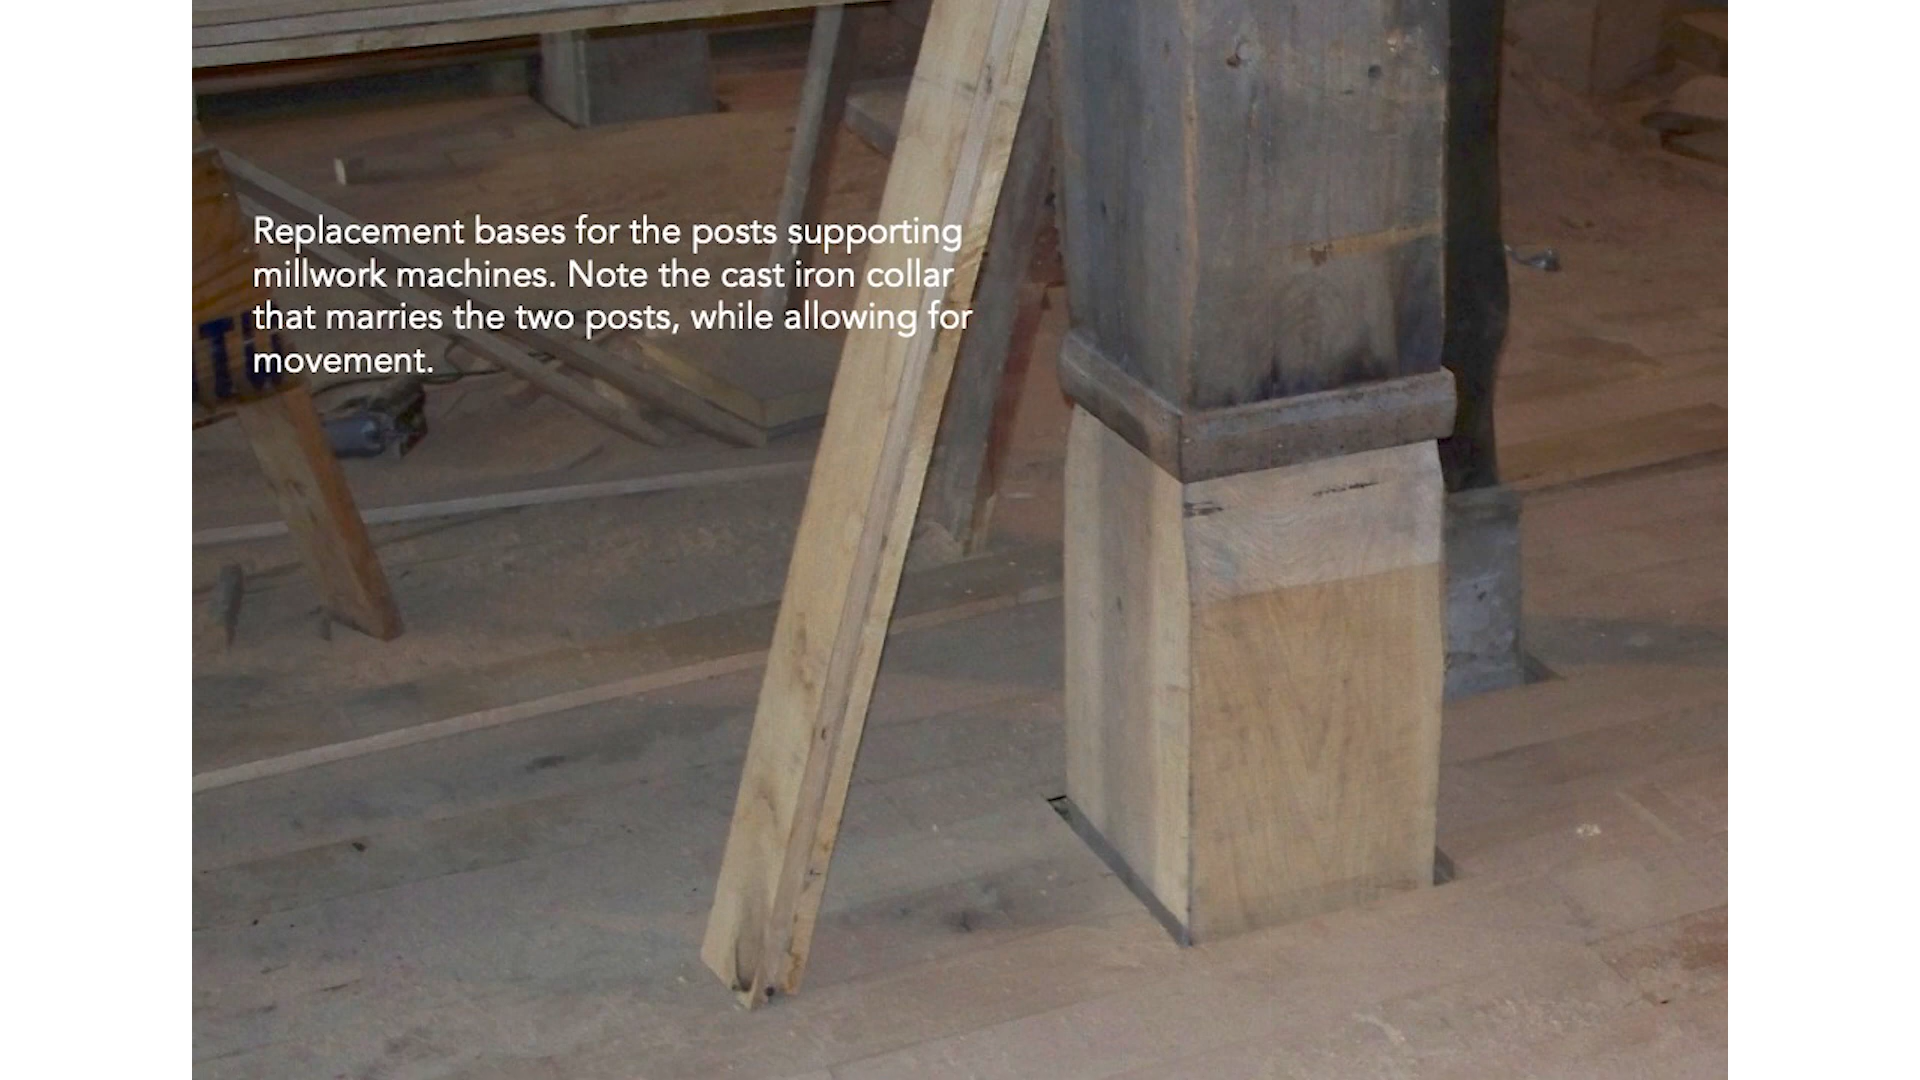 Replacement bases for the posts supporting
millwork machines. Note the cast iron collar
that marries the two posts, while allowing for
movement.